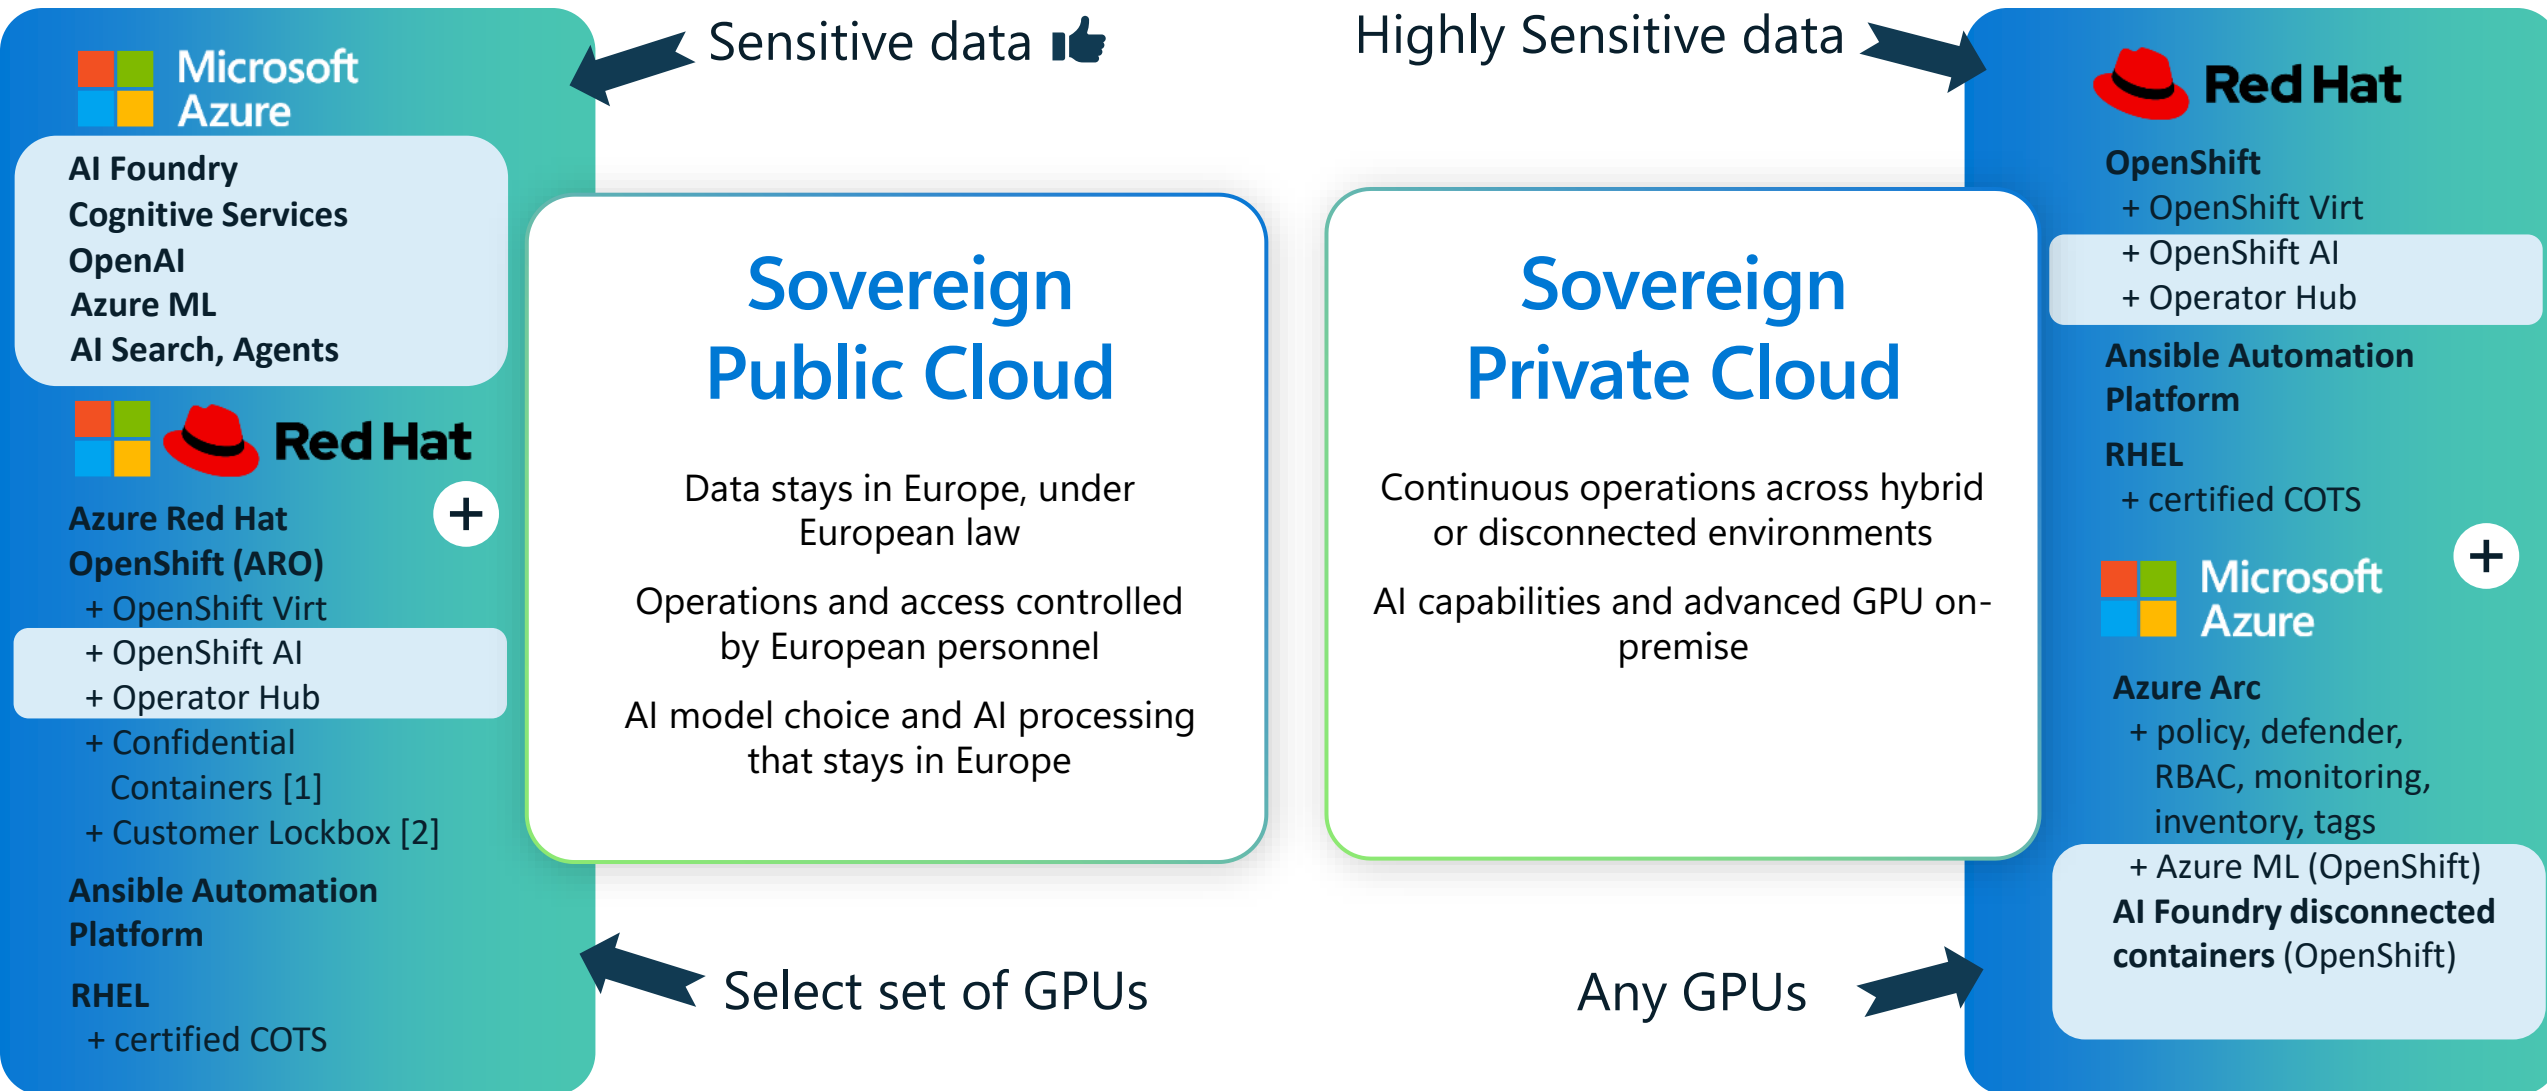 Microsoft
Azure
AI Foundry
Cognitive Services
OpenAI
Azure ML
AI Search, Agents
Red Hat
+
Azure Red Hat
OpenShift (ARO)
+ OpenShift Virt
+ OpenShift AI
+ Operator Hub
+ Confidential
Containers [1]
+ Customer Lockbox [2]
Ansible Automation
Platform
RHEL
+ certified COTS
Sensitive data
Sovereign
Public Cloud
Data stays in Europe, under
European law
Operations and access controlled
by European personnel
AI model choice and AI processing
that stays in Europe
Select set of GPUs
Highly Sensitive data
Sovereign
Private Cloud
Continuous operations across hybrid
or disconnected environments
AI capabilities and advanced GPU on-
premise
Any GPUs
Red Hat
OpenShift
+ OpenShift Virt
+ OpenShift AI
+ Operator Hub
Ansible Automation
Platform
RHEL
+ certified COTS
+
Microsoft
Azure
Azure Arc
+ policy, defender,
RBAC, monitoring,
inventory, tags
+ Azure ML (OpenShift)
AI Foundry disconnected
containers (OpenShift)